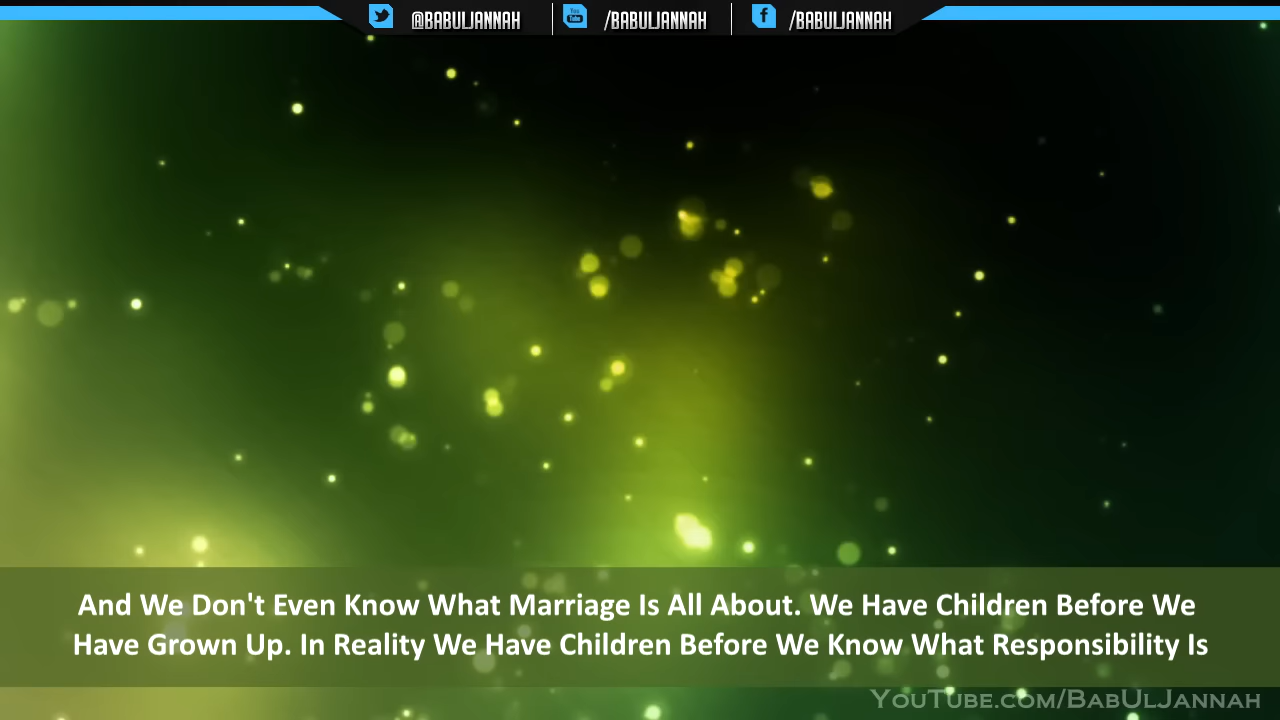 @BABULJANNAH /BABULJANNAH /BABULJANNAH
And We Don't Even Know What Marriage Is All About. We Have Children Before We
Have Grown Up. In Reality We Have Children Before We Know What Responsibility Is
YouTube.com/BabUlJannah